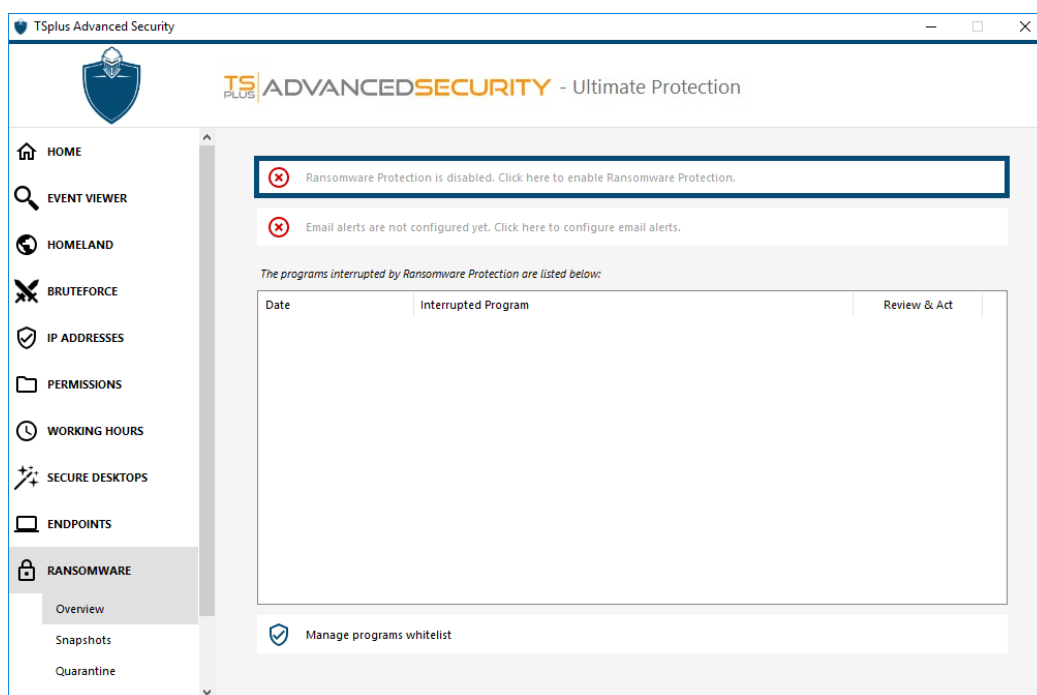 TSplus Advanced Security
TS PLUS ADVANCEDSECURITY - Ultimate Protection
HOME
EVENT VIEWER
HOMELAND
BRUTEFORCE
IP ADDRESSES
PERMISSIONS
WORKING HOURS
SECURE DESKTOPS
ENDPOINTS
RANSOMWARE
Overview
Snapshots
Quarantine
Ransomware Protection is disabled. Click here to enable Ransomware Protection.
Email alerts are not configured yet. Click here to configure email alerts.
The programs interrupted by Ransomware Protection are listed below:
Date Interrupted Program Review & Act
Manage programs whitelist